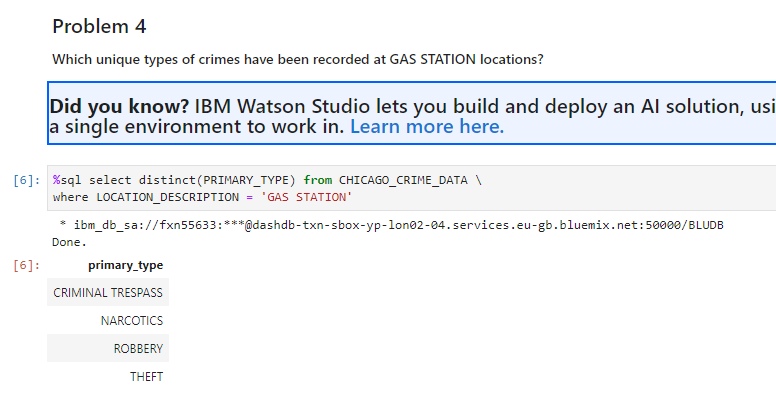 Problem 4
Which unique types of crimes have been recorded at GAS STATION locations?
Did you know? IBM Watson Studio lets you build and deploy an AI solution, usi
a single environment to work in. Learn more here.
[6]: %sql select distinct(PRIMARY_TYPE) from CHICAGO_CRIME_DATA \
where LOCATION_DESCRIPTION = 'GAS STATION'
* ibm_db_sa://fxn55633:***@dashdb-txn-sbox-yp-lon02-04.services.eu-gb.bluemix.net:50000/BLUDB
Done.
[6]: primary_type
CRIMINAL TRESPASS
NARCOTICS
ROBBERY
THEFT